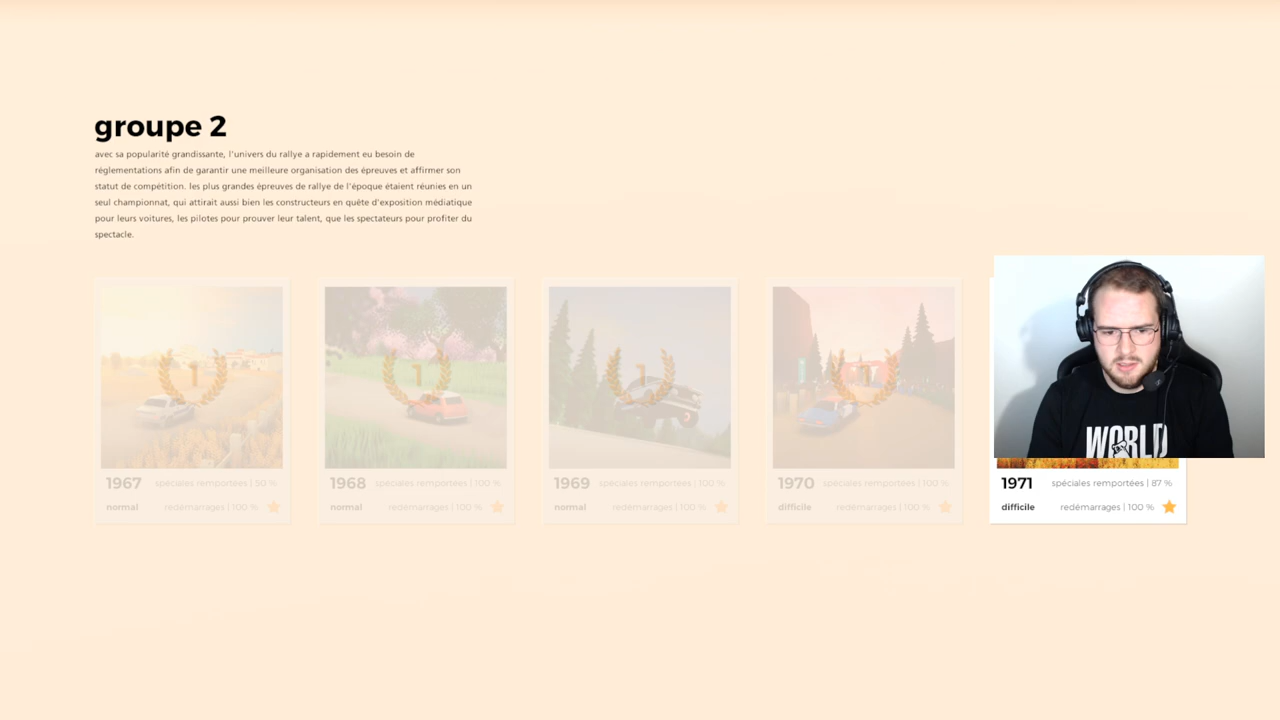 groupe 2
avec sa popularité grandissante, l'univers du rallye a rapidement eu besoin de
réglementations afin de garantir une meilleure organisation des épreuves et affirmer son
statut de compétition. les plus grandes épreuves de rallye de l'époque étaient réunies en un
seul championnat, qui attirait aussi bien les constructeurs en quête d'exposition médiatique
pour leurs voitures, les pilotes pour prouver leur talent, que les spectateurs pour profiter du
spectacle.
1
1
1
1
WORLD
1967 spéciales remportées | 50 %
normal redémarrages | 100 %
1968 spéciales remportées | 100 %
normal redémarrages | 100 %
1969 spéciales remportées | 100 %
normal redémarrages | 100 %
1970 spéciales remportées | 100 %
difficile redémarrages | 100 %
1971 spéciales remportées | 87 %
difficile redémarrages | 100 %